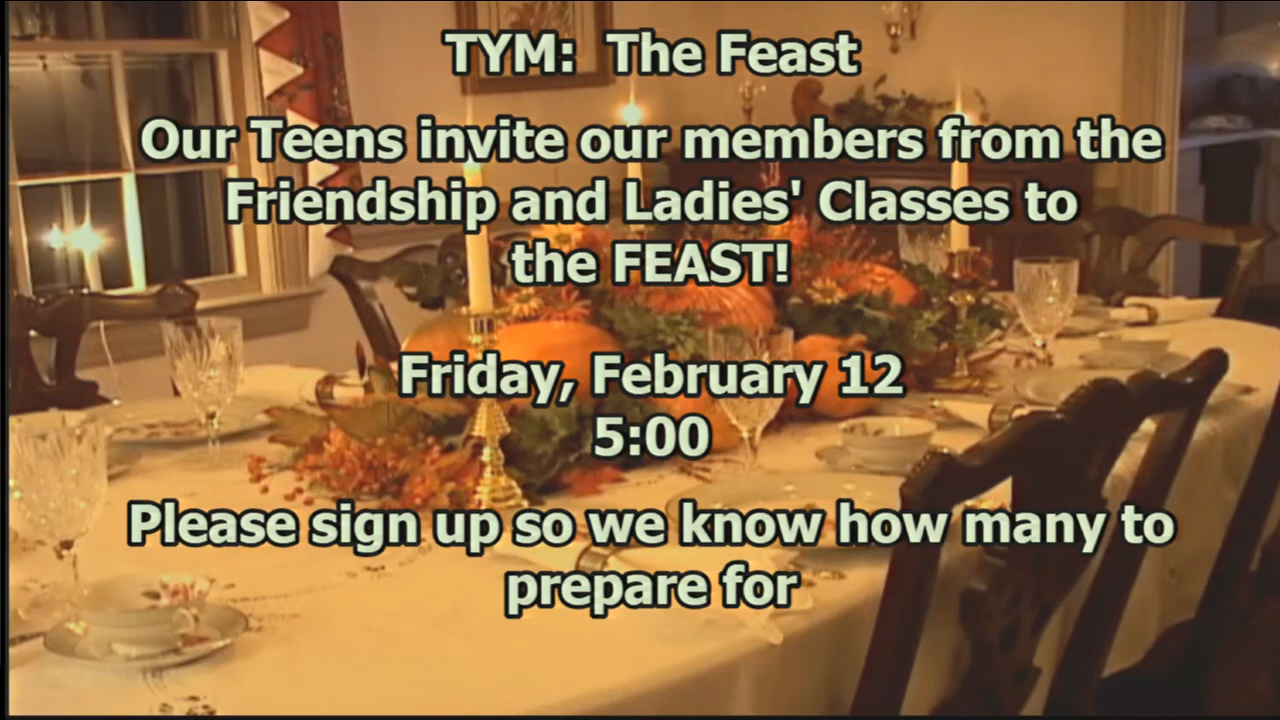 TYM:  The Feast
Our Teens invite our members from the
Friendship and Ladies' Classes to
the FEAST!
Friday, February 12
5:00
Please sign up so we know how many to
prepare for